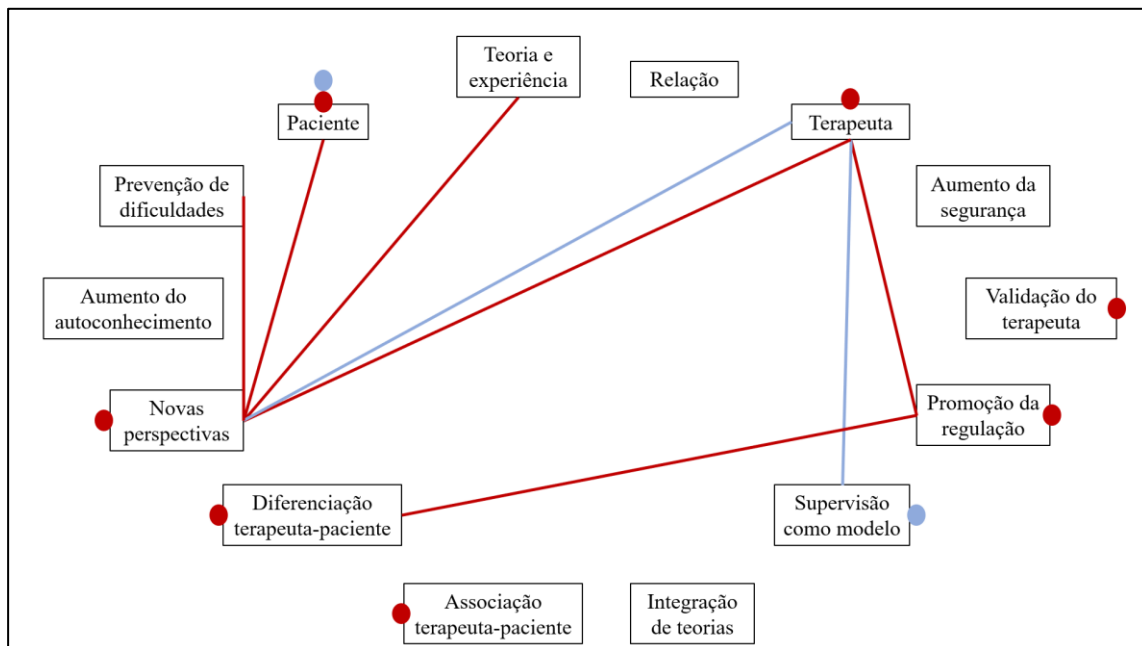 Teoria e
experiência
Relação
Paciente
Terapeuta
Prevenção de
dificuldades
Aumento da
segurança
Aumento do
autoconhecimento
Validação do
terapeuta
Novas
perspectivas
Promoção da
regulação
Diferenciação
terapeuta-paciente
Supervisão
como modelo
Associação
terapeuta-paciente
Integração
de teorias